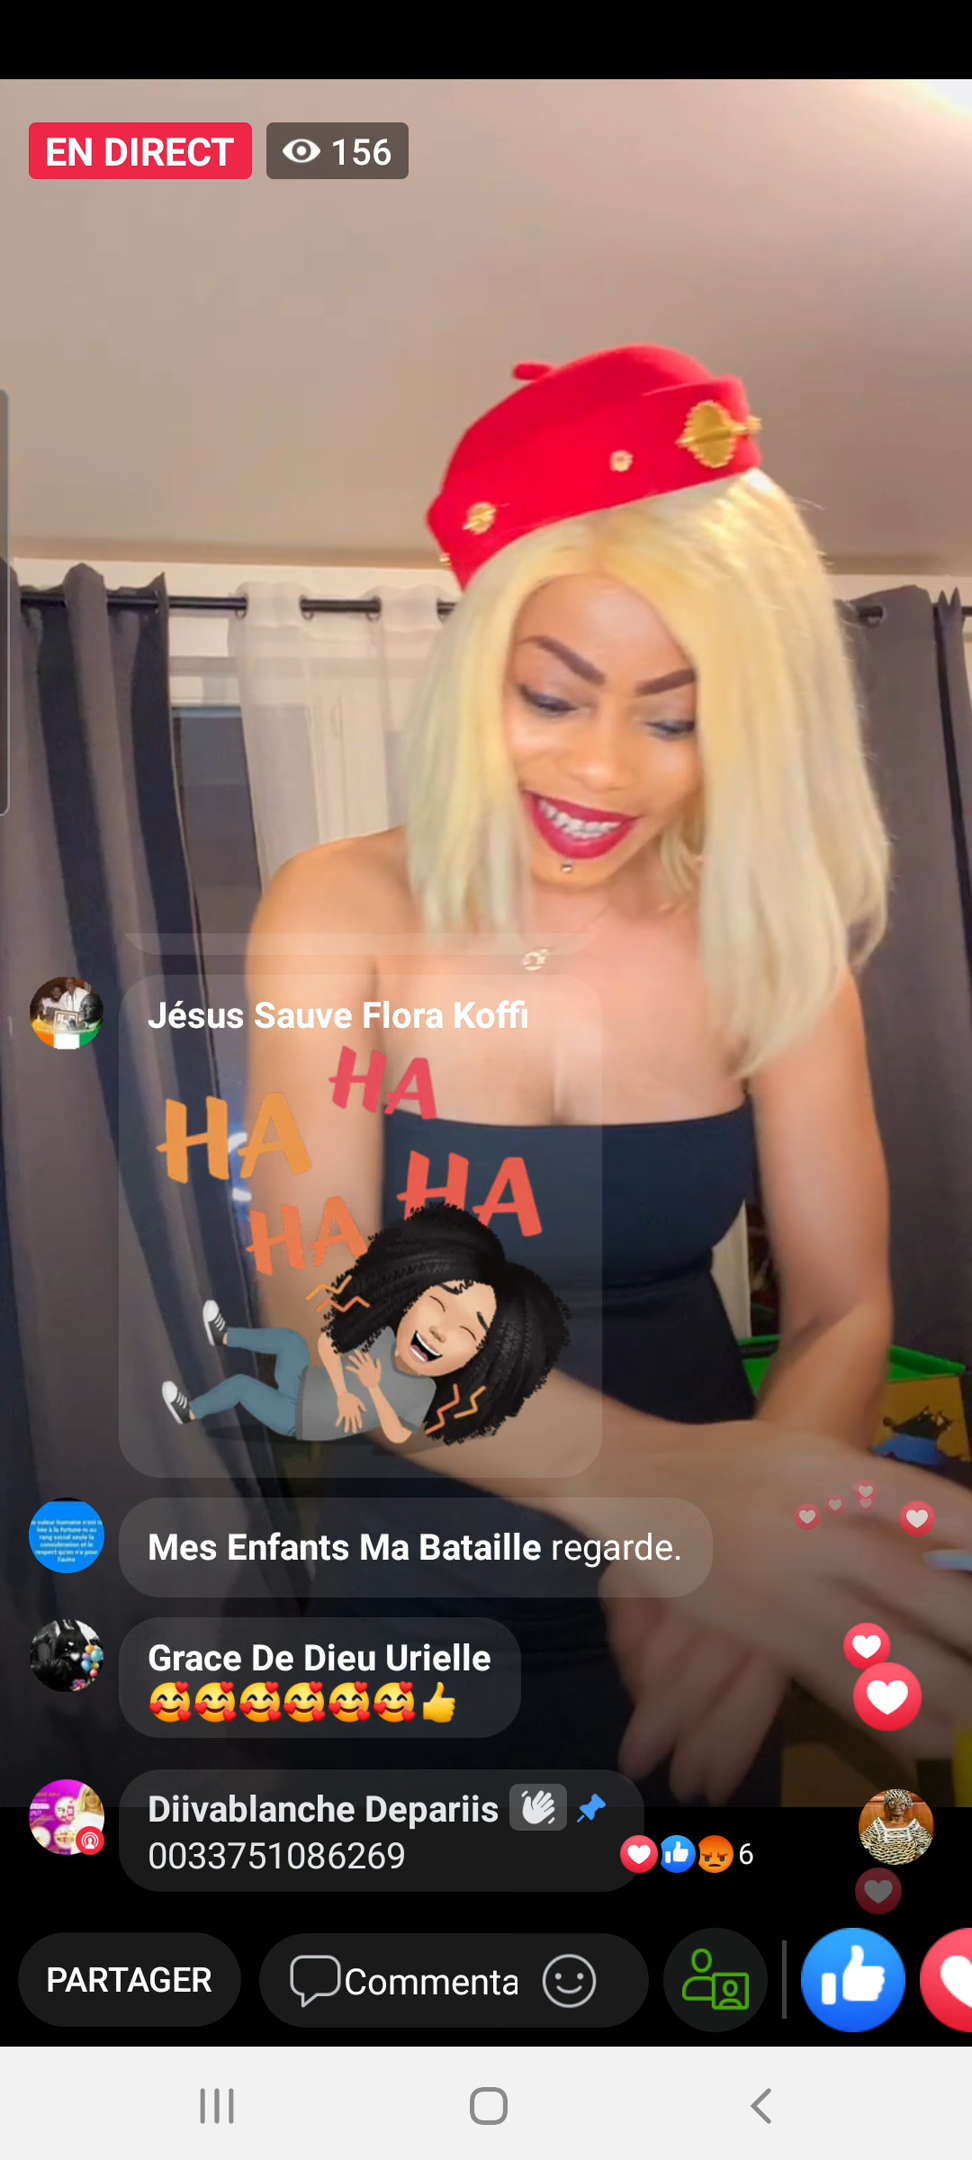 EN DIRECT 156
Jésus Sauve Flora Koffi
HA
HA
HA
HA
Mes Enfants Ma Bataille regarde.
Grace De Dieu Urielle
Diivablanche Depariis
0033751086269
6
PARTAGER
Commenta